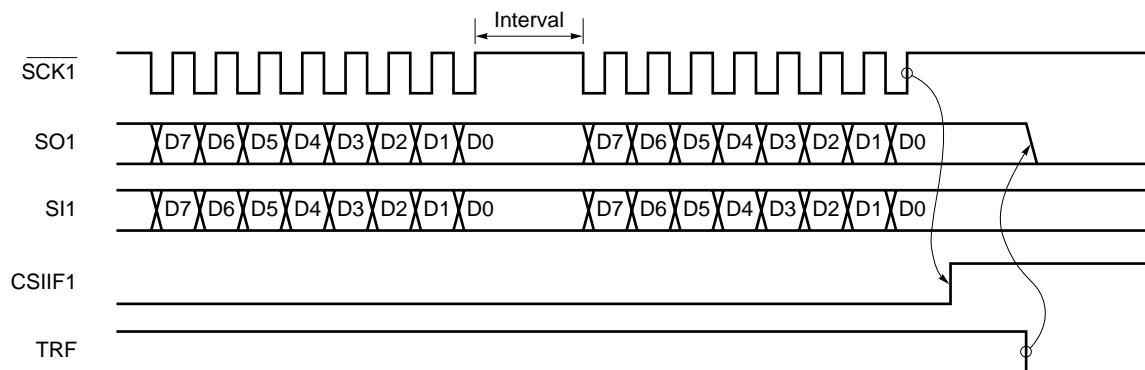 Interval
SCK1
SO1 D7 D6 D5 D4 D3 D2 D1 D0 D7 D6 D5 D4 D3 D2 D1 D0
SI1 D7 D6 D5 D4 D3 D2 D1 D0 D7 D6 D5 D4 D3 D2 D1 D0
CSIIF1
TRF